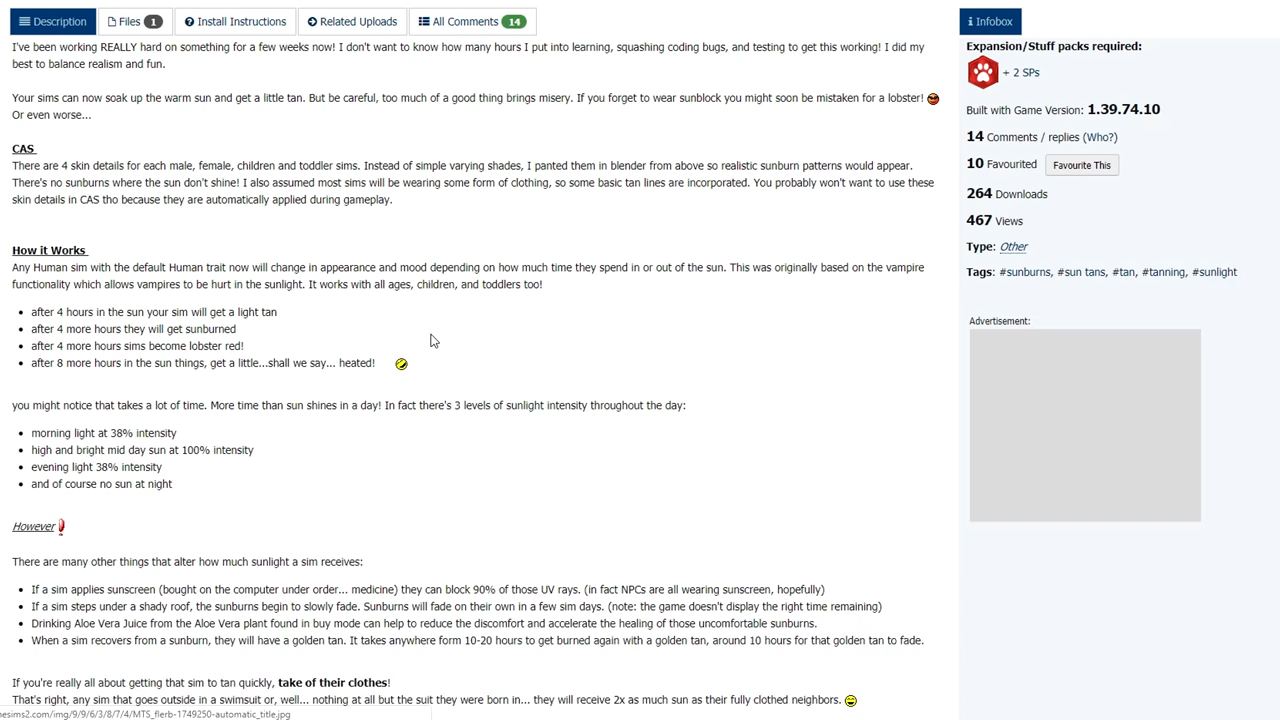 Description
Files 1
Install Instructions
Related Uploads
All Comments 14
Infobox
I've been working REALLY hard on something for a few weeks now! I don't want to know how many hours I put into learning, squashing coding bugs, and testing to get this working! I did my
best to balance realism and fun.
Your sims can now soak up the warm sun and get a little tan. But be careful, too much of a good thing brings misery. If you forget to wear sunblock you might soon be mistaken for a lobster!
Or even worse...
CAS
There are 4 skin details for each male, female, children and toddler sims. Instead of simple varying shades, I panted them in blender from above so realistic sunburn patterns would appear.
There's no sunburns where the sun don't shine! I also assumed most sims will be wearing some form of clothing, so some basic tan lines are incorporated. You probably won't want to use these
skin details in CAS tho because they are automatically applied during gameplay.
How it Works
Any Human sim with the default Human trait now will change in appearance and mood depending on how much time they spend in or out of the sun. This was originally based on the vampire
functionality which allows vampires to be hurt in the sunlight. It works with all ages, children, and toddlers too!
after 4 hours in the sun your sim will get a light tan
after 4 more hours they will get sunburned
after 4 more hours sims become lobster red!
after 8 more hours in the sun things, get a little...shall we say... heated!
you might notice that takes a lot of time. More time than sun shines in a day! In fact there's 3 levels of sunlight intensity throughout the day:
morning light at 38% intensity
high and bright mid day sun at 100% intensity
evening light 38% intensity
and of course no sun at night
However
There are many other things that alter how much sunlight a sim receives:
If a sim applies sunscreen (bought on the computer under order... medicine) they can block 90% of those UV rays. (in fact NPCs are all wearing sunscreen, hopefully)
If a sim steps under a shady roof, the sunburns begin to slowly fade. Sunburns will fade on their own in a few sim days. (note: the game doesn't display the right time remaining)
Drinking Aloe Vera Juice from the Aloe Vera plant found in buy mode can help to reduce the discomfort and accelerate the healing of those uncomfortable sunburns.
When a sim recovers from a sunburn, they will have a golden tan. It takes anywhere form 10-20 hours to get burned again with a golden tan, around 10 hours for that golden tan to fade.
If you're really all about getting that sim to tan quickly, take of their clothes!
That's right, any sim that goes outside in a swimsuit or, well... nothing at all but the suit they were born in... they will receive 2x as much sun as their fully clothed neighbors.
nesims2.com/img/9/9/6/3/8/7/4/MTS_flerb-1749250-automatic_title.jpg
Expansion/Stuff packs required:
+ 2 SPs
Built with Game Version: 1.39.74.10
14 Comments / replies (Who?)
10 Favourited Favourite This
264 Downloads
467 Views
Type: Other
Tags: #sunburns, #sun tans, #tan, #tanning, #sunlight
Advertisement: